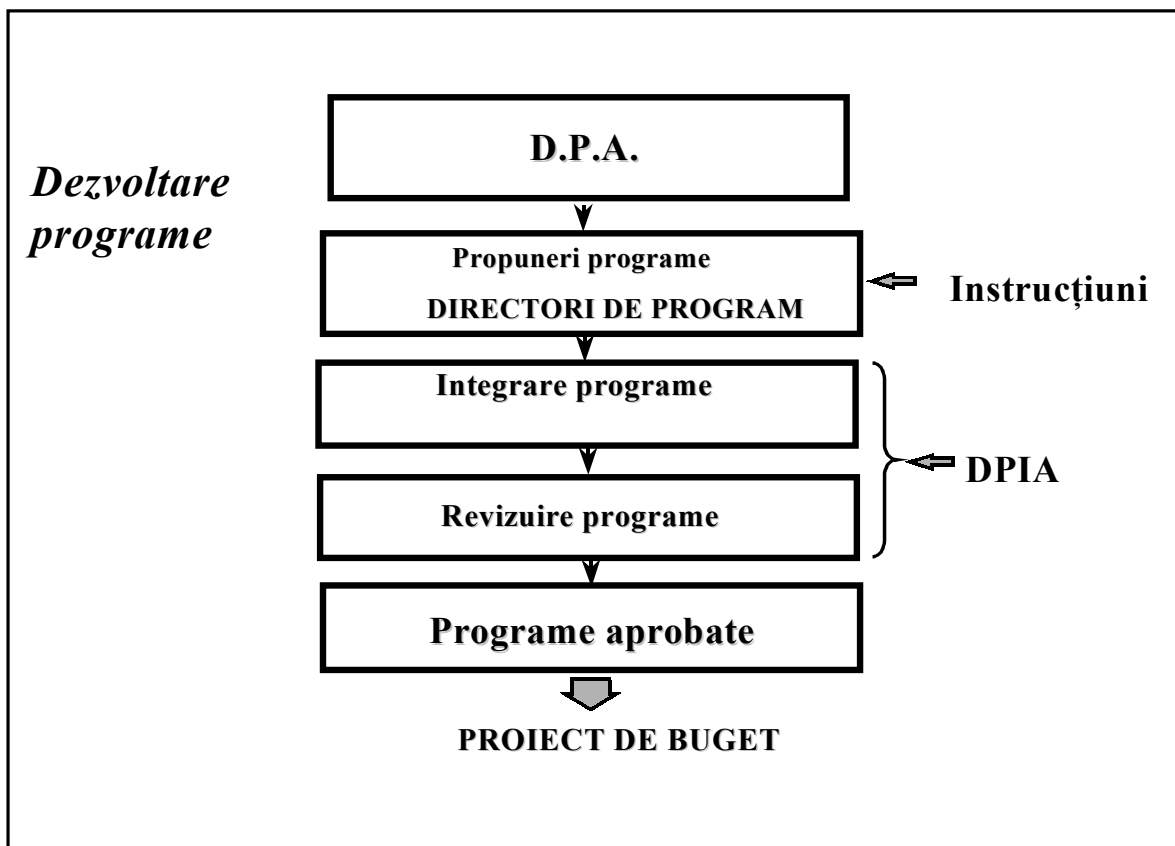 D.P.A.
Dezvoltare
programe
Propuneri programe
DIRECTORI DE PROGRAM
Instrucțiuni
Integrare programe
DPIA
Revizuire programe
Programe aprobate
PROIECT DE BUGET